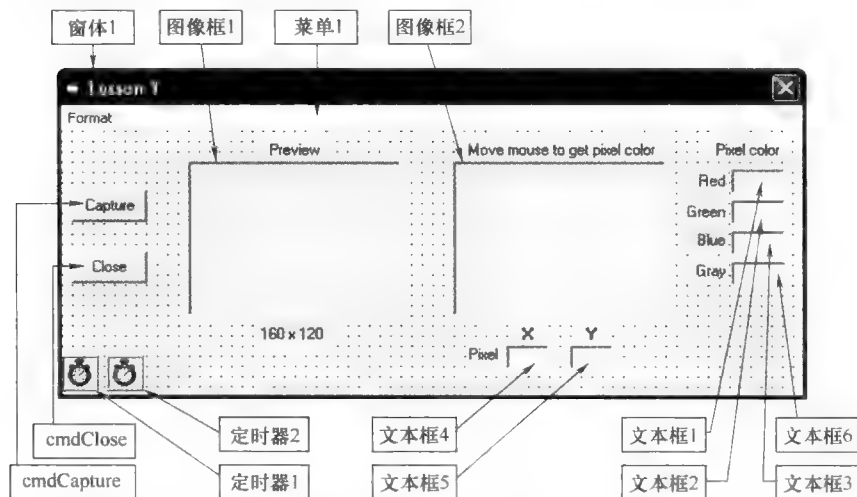 窗体1 图像框1 菜单1 图像框2
Lesson
Format
Preview Move mouse to get pixel color Pixel color
Red
Capture
Green
Blue
Close
Gray
160 x 120 X Y
Pixel
cmdClose 定时器2 文本框4 文本框1 文本框6
cmdCapture 定时器1 文本框5 文本框2 文本框3